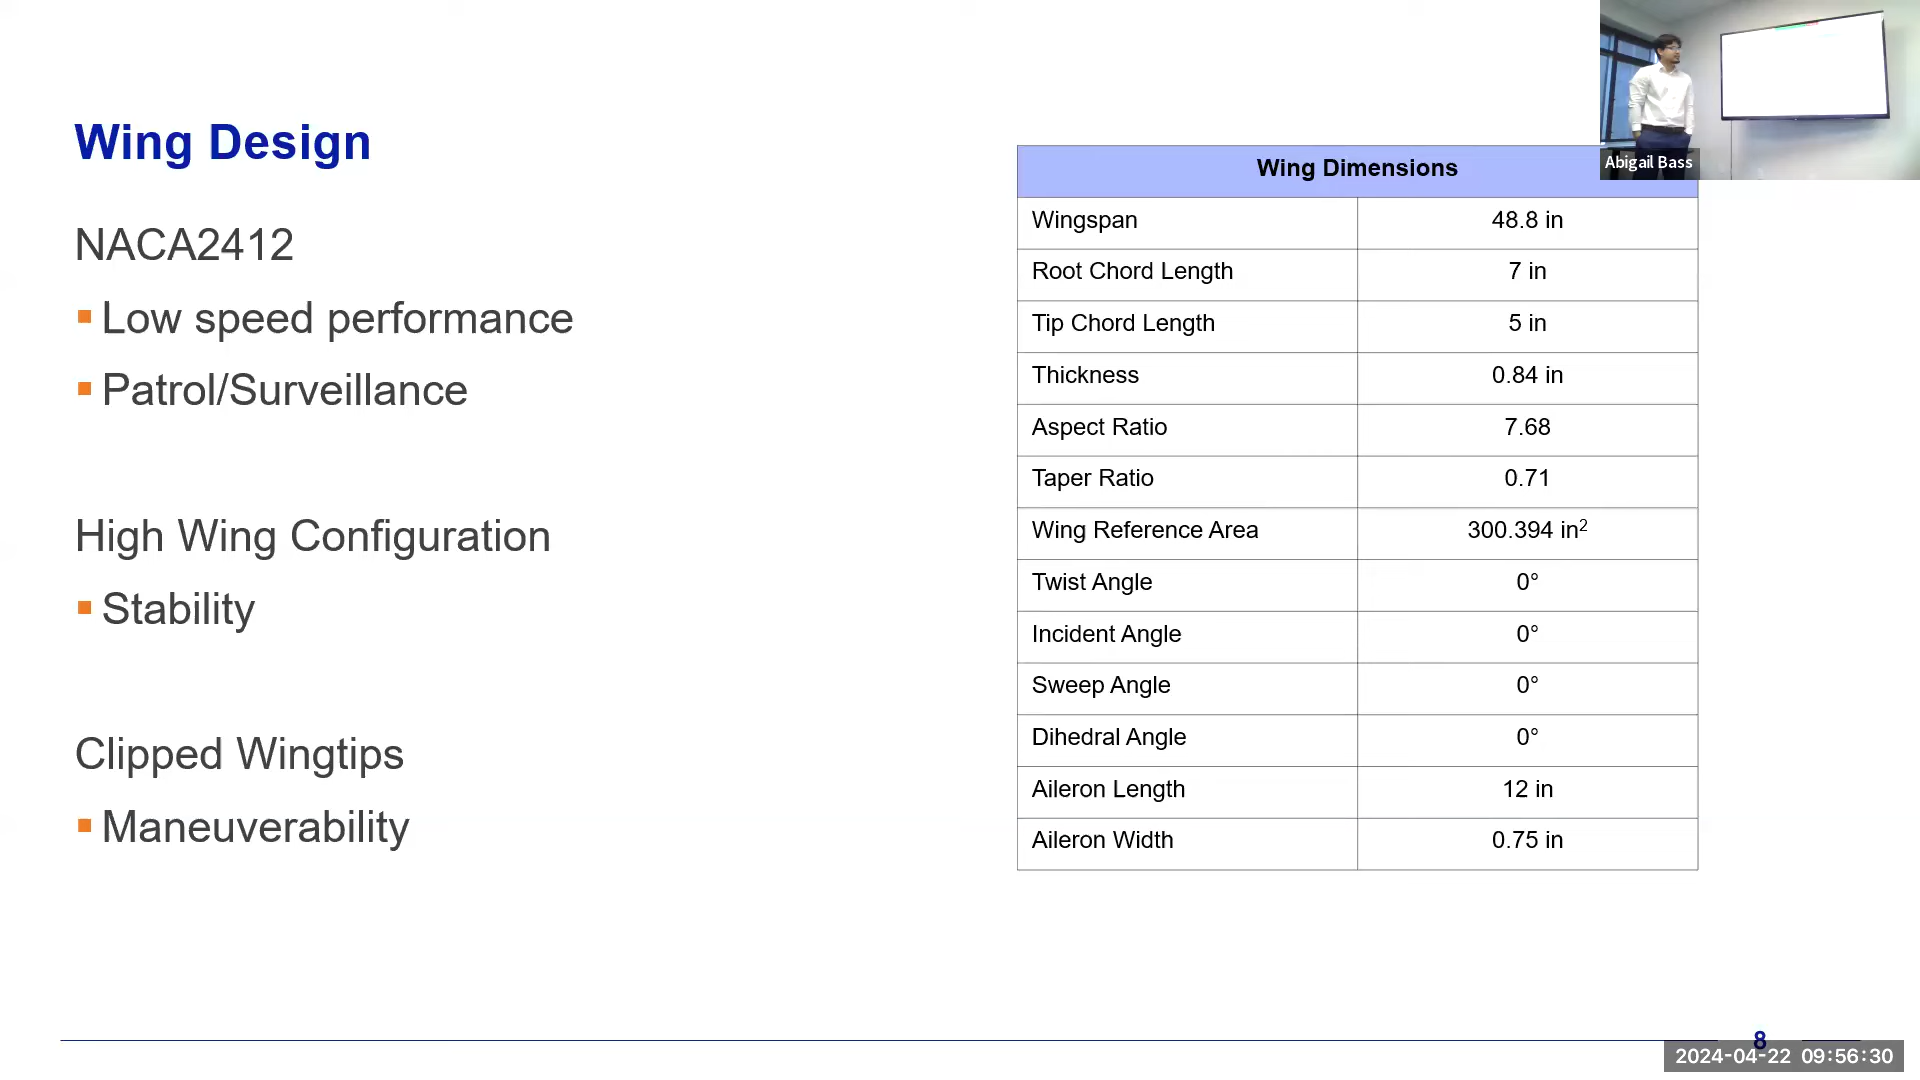 Wing Design
NACA2412
Low speed performance
Patrol/Surveillance
High Wing Configuration
Stability
Clipped Wingtips
Maneuverability
Wing Dimensions
Wingspan 48.8 in
Root Chord Length 7 in
Tip Chord Length 5 in
Thickness 0.84 in
Aspect Ratio 7.68
Taper Ratio 0.71
Wing Reference Area 300.394 in²
Twist Angle 0°
Incident Angle 0°
Sweep Angle 0°
Dihedral Angle 0°
Aileron Length 12 in
Aileron Width 0.75 in
Abigail Bass
8
2024-04-22 09:56:30